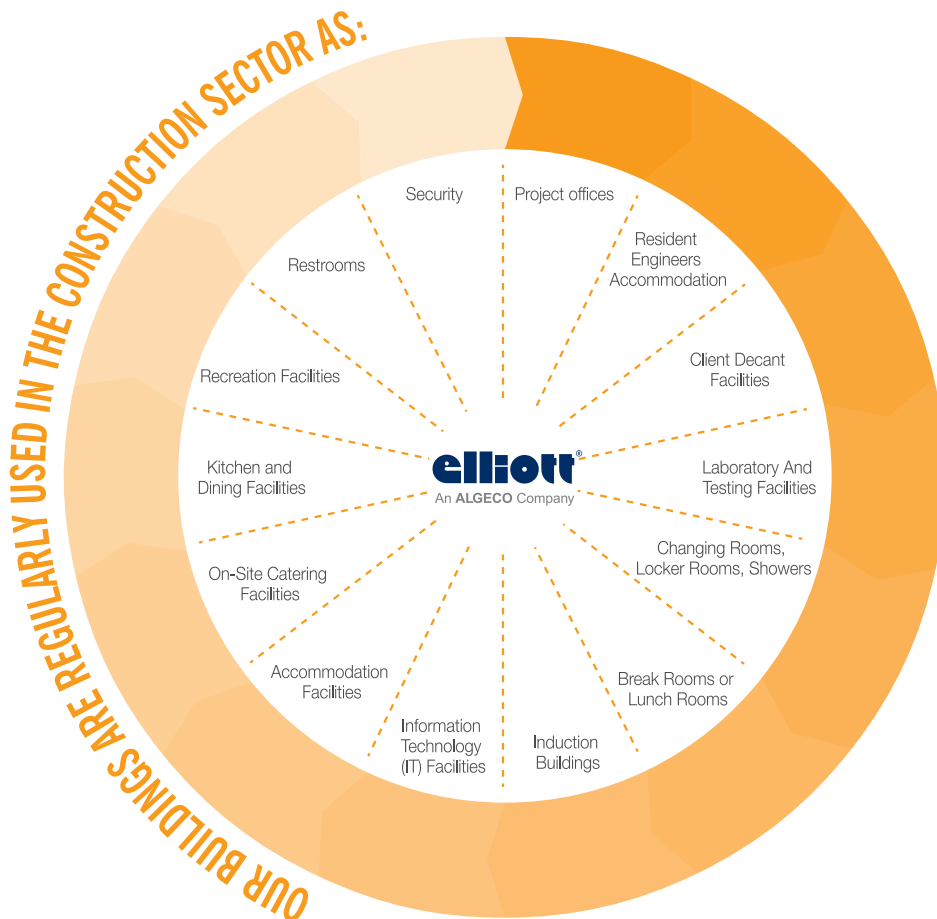 OUR BUILDINGS ARE REGULARLY USED IN THE CONSTRUCTION SECTOR AS:
Project offices
Resident
Engineers
Accommodation
Client Decant
Facilities
Laboratory And
Testing Facilities
Changing Rooms,
Locker Rooms, Showers
Break Rooms or
Lunch Rooms
Induction
Buildings
Information
Technology
(IT) Facilities
Accommodation
Facilities
On-Site Catering
Facilities
Kitchen and
Dining Facilities
Recreation Facilities
Restrooms
Security
elliott®
An ALGECO Company